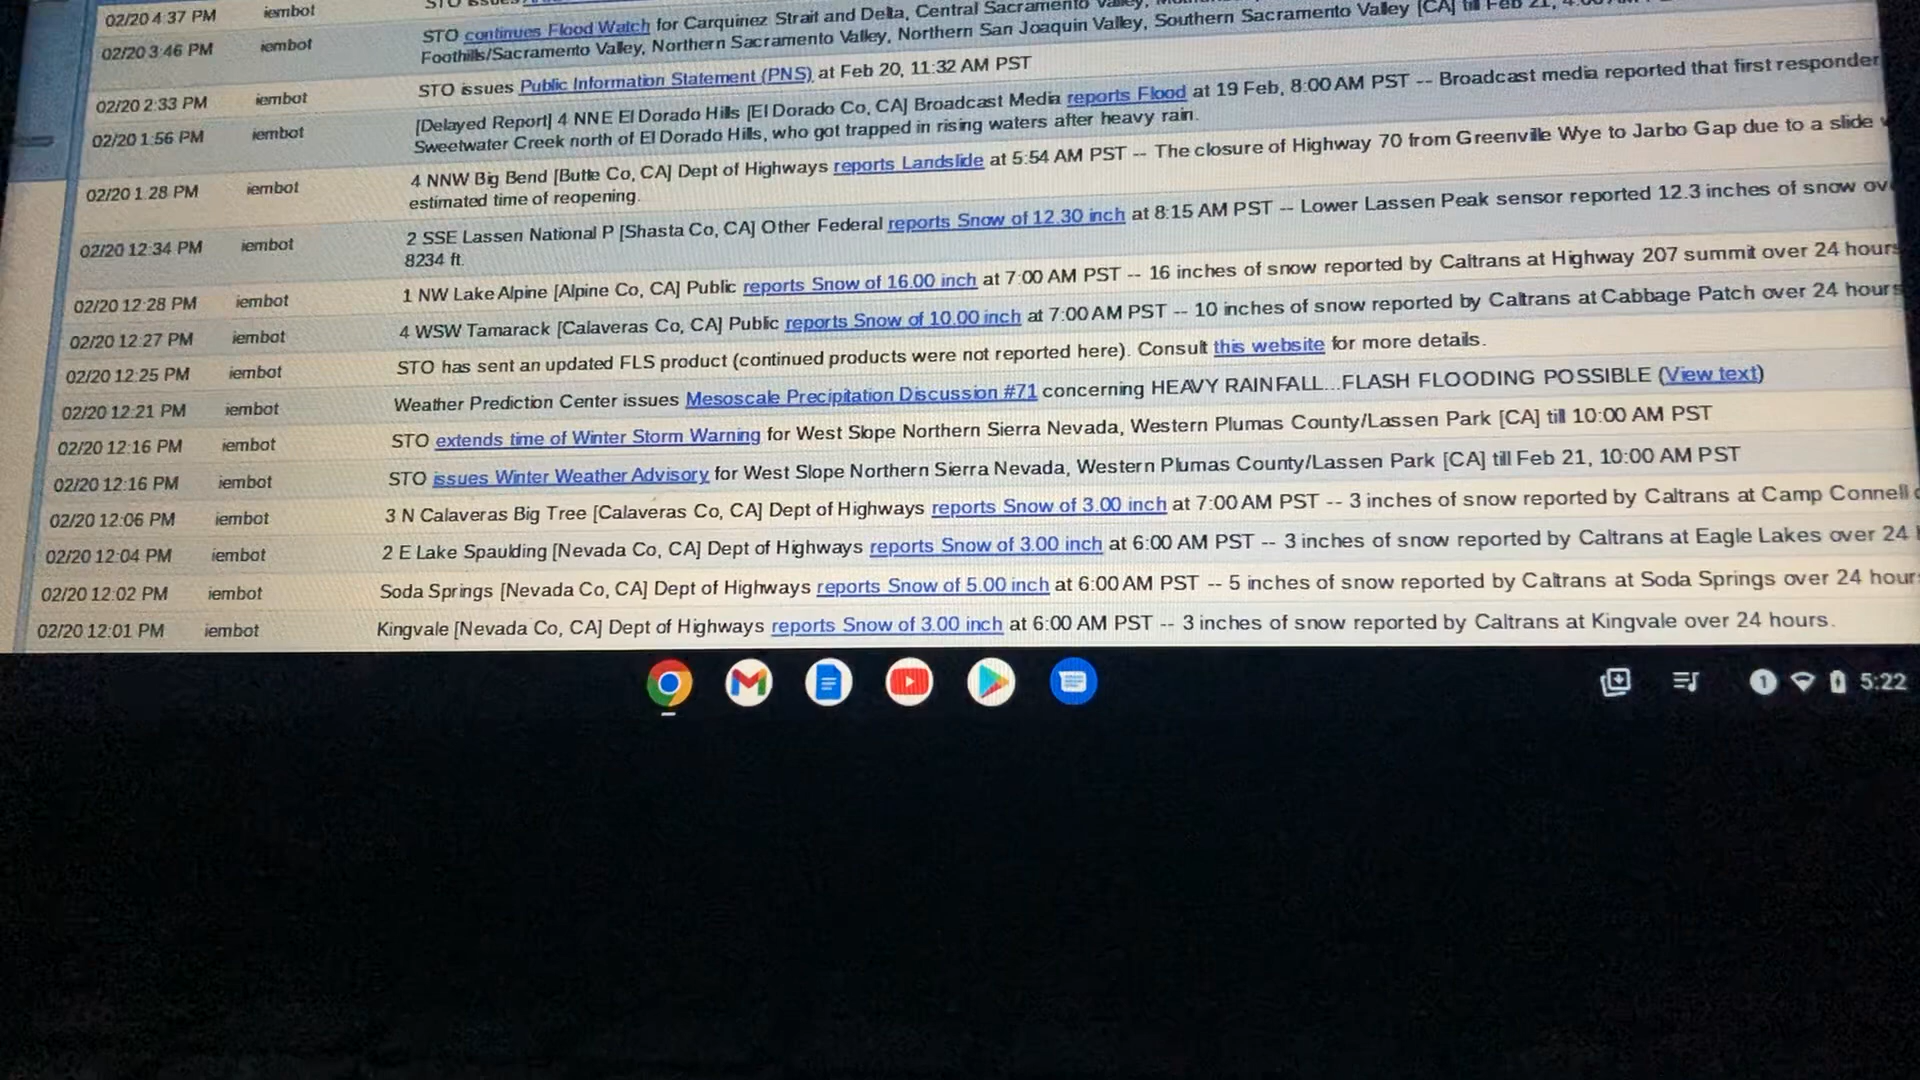 02/20 4:37 PM iembot STO issues
02/20 3:46 PM iembot STO continues Flood Watch for Carquinez Strait and Delta, Central Sacramento Valley,
Foothills/Sacramento Valley, Northern Sacramento Valley, Northern San Joaquin Valley, Southern Sacramento Valley [CA] till Feb 21,
02/20 2:33 PM iembot STO issues Public Information Statement (PNS) at Feb 20, 11:32 AM PST
02/20 1:56 PM iembot [Delayed Report] 4 NNE El Dorado Hills [El Dorado Co, CA] Broadcast Media reports Flood at 19 Feb, 8:00 AM PST -- Broadcast media reported that first responder
Sweetwater Creek north of El Dorado Hills, who got trapped in rising waters after heavy rain.
02/20 1:28 PM iembot 4 NNW Big Bend [Butte Co, CA] Dept of Highways reports Landslide at 5:54 AM PST -- The closure of Highway 70 from Greenville Wye to Jarbo Gap due to a slide
estimated time of reopening.
02/20 12:34 PM iembot 2 SSE Lassen National P [Shasta Co, CA] Other Federal reports Snow of 12.30 inch at 8:15 AM PST -- Lower Lassen Peak sensor reported 12.3 inches of snow
8234 ft.
02/20 12:28 PM iembot 1 NW Lake Alpine [Alpine Co, CA] Public reports Snow of 16.00 inch at 7:00 AM PST -- 16 inches of snow reported by Caltrans at Highway 207 summit over 24 hours
02/20 12:27 PM iembot 4 WSW Tamarack [Calaveras Co, CA] Public reports Snow of 10.00 inch at 7:00 AM PST -- 10 inches of snow reported by Caltrans at Cabbage Patch over 24 hours
02/20 12:25 PM iembot STO has sent an updated FLS product (continued products were not reported here). Consult this website for more details.
02/20 12:21 PM iembot Weather Prediction Center issues Mesoscale Precipitation Discussion #71 concerning HEAVY RAINFALL...FLASH FLOODING POSSIBLE (View text)
02/20 12:16 PM iembot STO extends time of Winter Storm Warning for West Slope Northern Sierra Nevada, Western Plumas County/Lassen Park [CA] till 10:00 AM PST
02/20 12:16 PM iembot STO issues Winter Weather Advisory for West Slope Northern Sierra Nevada, Western Plumas County/Lassen Park [CA] till Feb 21, 10:00 AM PST
02/20 12:06 PM iembot 3 N Calaveras Big Tree [Calaveras Co, CA] Dept of Highways reports Snow of 3.00 inch at 7:00 AM PST -- 3 inches of snow reported by Caltrans at Camp Connell
02/20 12:04 PM iembot 2 E Lake Spaulding [Nevada Co, CA] Dept of Highways reports Snow of 3.00 inch at 6:00 AM PST -- 3 inches of snow reported by Caltrans at Eagle Lakes over 24
02/20 12:02 PM iembot Soda Springs [Nevada Co, CA] Dept of Highways reports Snow of 5.00 inch at 6:00 AM PST -- 5 inches of snow reported by Caltrans at Soda Springs over 24 hour
02/20 12:01 PM iembot Kingvale [Nevada Co, CA] Dept of Highways reports Snow of 3.00 inch at 6:00 AM PST -- 3 inches of snow reported by Caltrans at Kingvale over 24 hours.
1 5:22